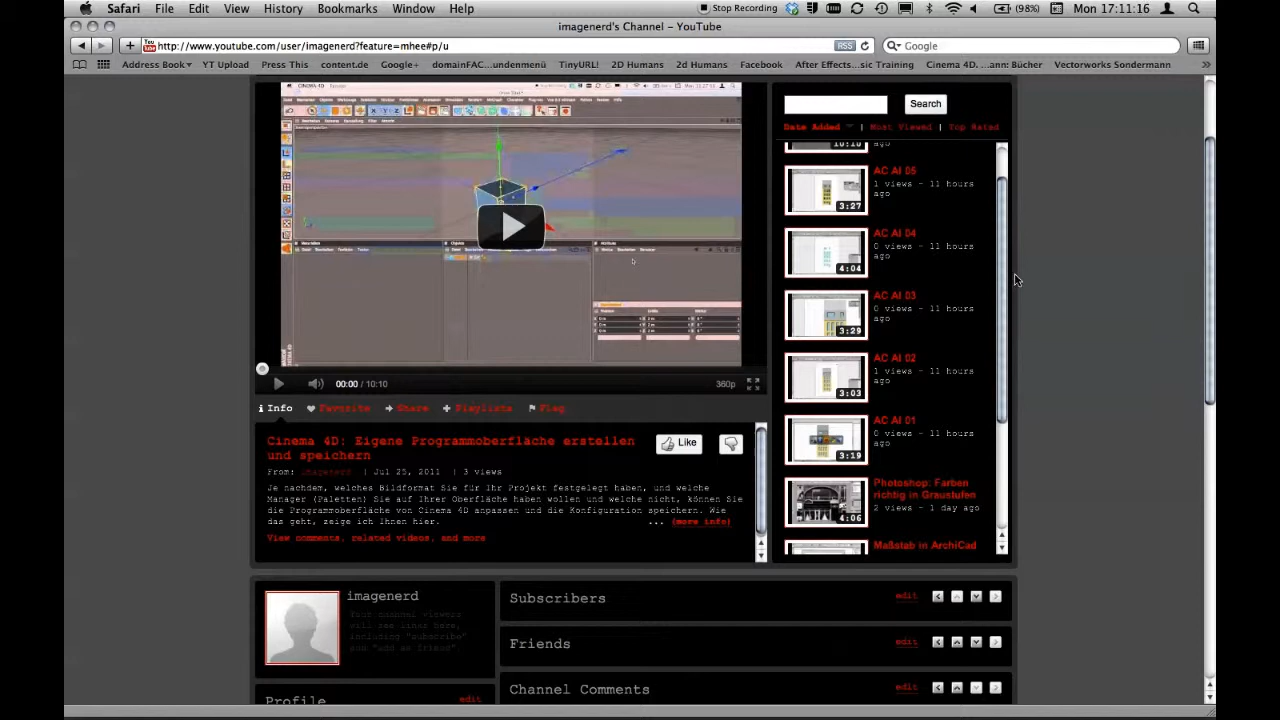 Safari File Edit View History Bookmarks Window Help Stop Recording (98%) Mon 17:11:16
imagenerd's Channel – YouTube
http://www.youtube.com/user/imagenerd?feature=mhee#p/u RSS Google
Address Book YT Upload Press This content.de Google+ domainFAC...undenmenü TinyURL! 2D Humans 2d Humans Facebook After Effects...sic Training Cinema 4D. ...ann: Bücher Vectorworks Sondermann
CINEMA 4D
Search
Date Added | Most Viewed | Top Rated
10:10 ago
AC AI 05
1 views - 11 hours
ago
3:27
AC AI 04
0 views - 11 hours
ago
4:04
AC AI 03
0 views - 11 hours
ago
3:29
AC AI 02
1 views - 11 hours
ago
3:03
AC AI 01
0 views - 11 hours
ago
3:19
Photoshop: Farben
richtig in Graustufen
2 views - 1 day ago
4:06
Maßstab in ArchiCad
00:00 / 10:10 360p
Info Favorite Share Playlists Flag
Cinema 4D: Eigene Programmoberfläche erstellen
und speichern
Like
From: imagenerd | Jul 25, 2011 | 3 views
Je nachdem, welches Bildformat Sie für Ihr Projekt festgelegt haben, und welche
Manager (Paletten) Sie auf Ihrer Oberfläche haben wollen und welche nicht, können Sie
die Programmoberfläche von Cinema 4D anpassen und die Konfiguration speichern. Wie
das geht, zeige ich Ihnen hier. ... (more info)
View comments, related videos, and more
imagenerd
Your channel viewers
will see links here,
including "subscribe"
and "add as friend".
Profile edit
Subscribers edit
Friends edit
Channel Comments edit